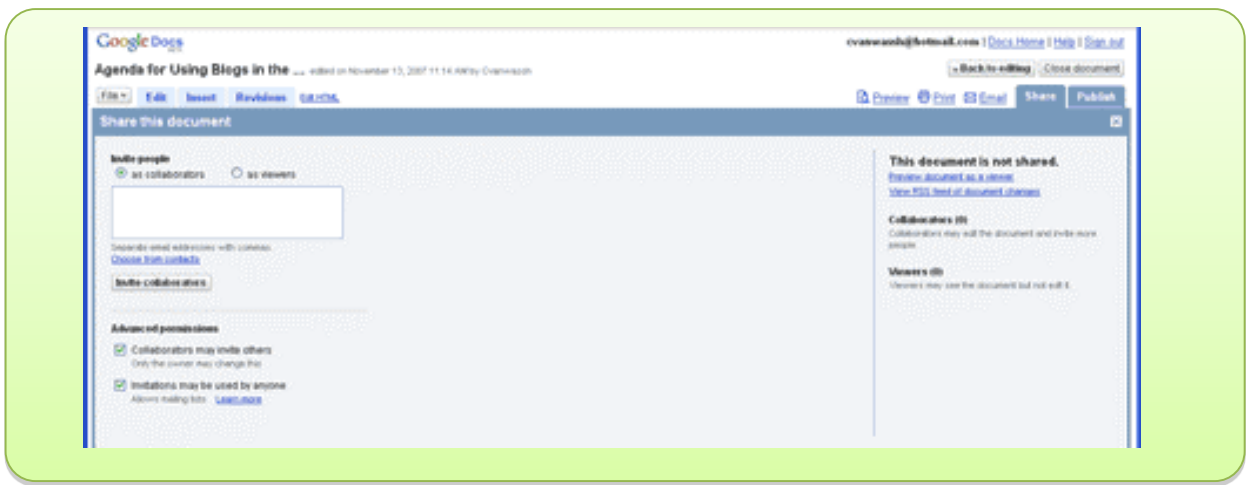 Google Docs
cvanwassh@hotmail.com | Docs Home | Help | Sign out
Agenda for Using Blogs in the ... edited on November 13, 2007 11:14 AM by Cvanwassh
« Back to editing Close document
File Edit Insert Revisions Edit HTML
Preview Print Email Share Publish
Share this document
Invite people
as collaborators as viewers
Separate email addresses with commas.
Choose from contacts
Invite collaborators
Advanced permissions
Collaborators may invite others
Only the owner may change this
Invitations may be used by anyone
Allows mailing lists Learn more
This document is not shared.
Preview document as a viewer
View RSS feed of document changes
Collaborators (0)
Collaborators may edit the document and invite more
people.
Viewers (0)
Viewers may see the document but not edit it.